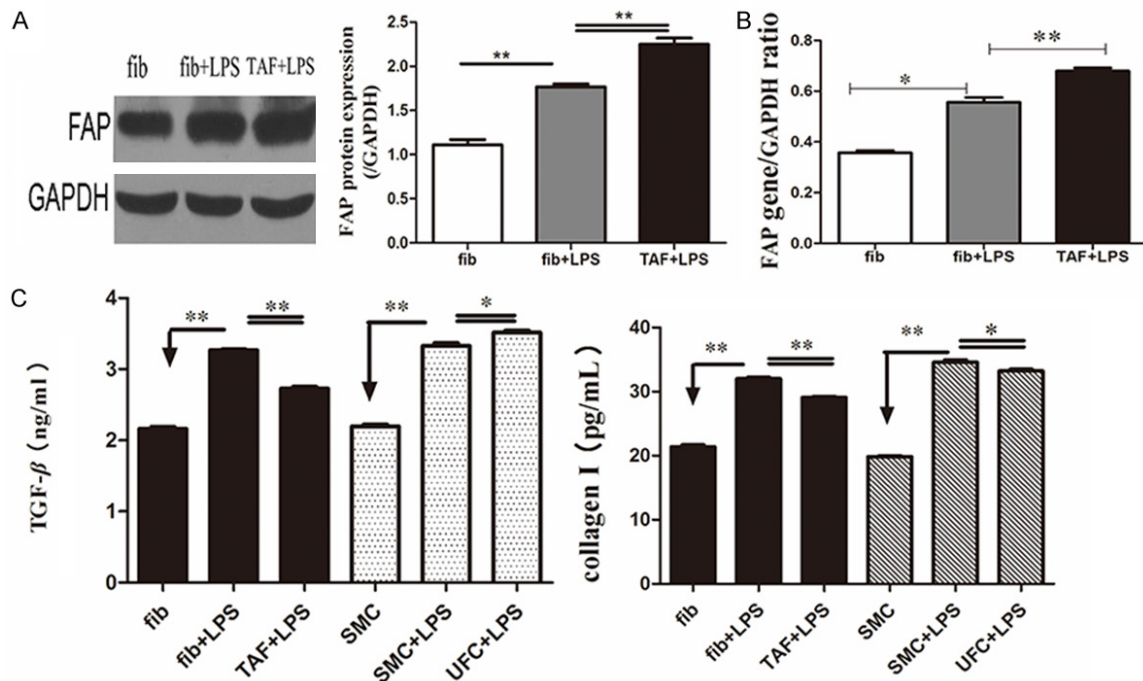 A
fib fib+LPS TAF+LPS
FAP
GAPDH
FAP protein expression
(/GAPDH)
2.5
2.0
1.5
1.0
0.5
0.0
**
**
fib fib+LPS TAF+LPS
B
FAP gene/GAPDH ratio
0.8
0.6
0.4
0.2
0.0
*
**
fib fib+LPS TAF+LPS
C
TGF-β (ng/ml)
4
3
2
1
0
** ** ** *
fib fib+LPS TAF+LPS SMC SMC+LPS UFC+LPS
collagen I (pg/mL)
40
30
20
10
0
** ** ** *
fib fib+LPS TAF+LPS SMC SMC+LPS UFC+LPS